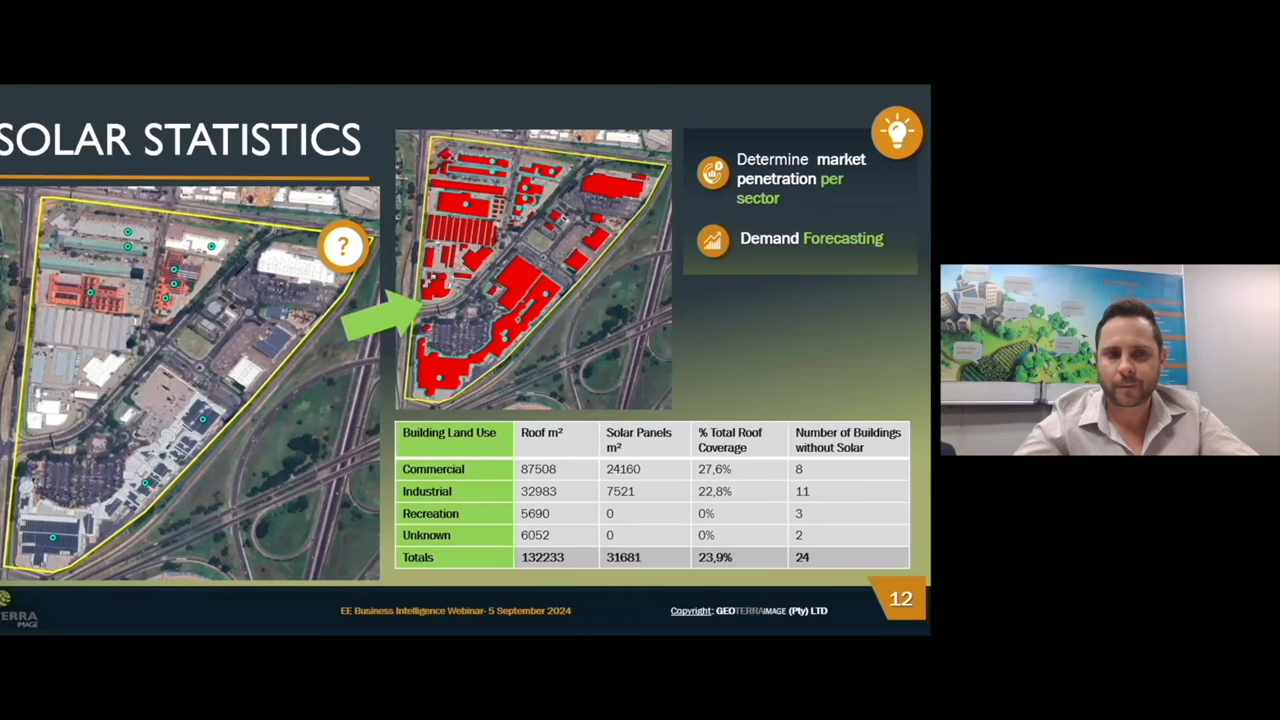 SOLAR STATISTICS
?
Determine market
penetration per
sector
Demand Forecasting
Building Land Use Roof m² Solar Panels m² % Total Roof Coverage Number of Buildings without Solar
Commercial 87508 24160 27,6% 8
Industrial 32983 7521 22,8% 11
Recreation 5690 0 0% 3
Unknown 6052 0 0% 2
Totals 132233 31681 23,9% 24
TERRA
IMAGE
EE Business Intelligence Webinar- 5 September 2024
Copyright: GEOTERRAIMAGE (Pty) LTD
12